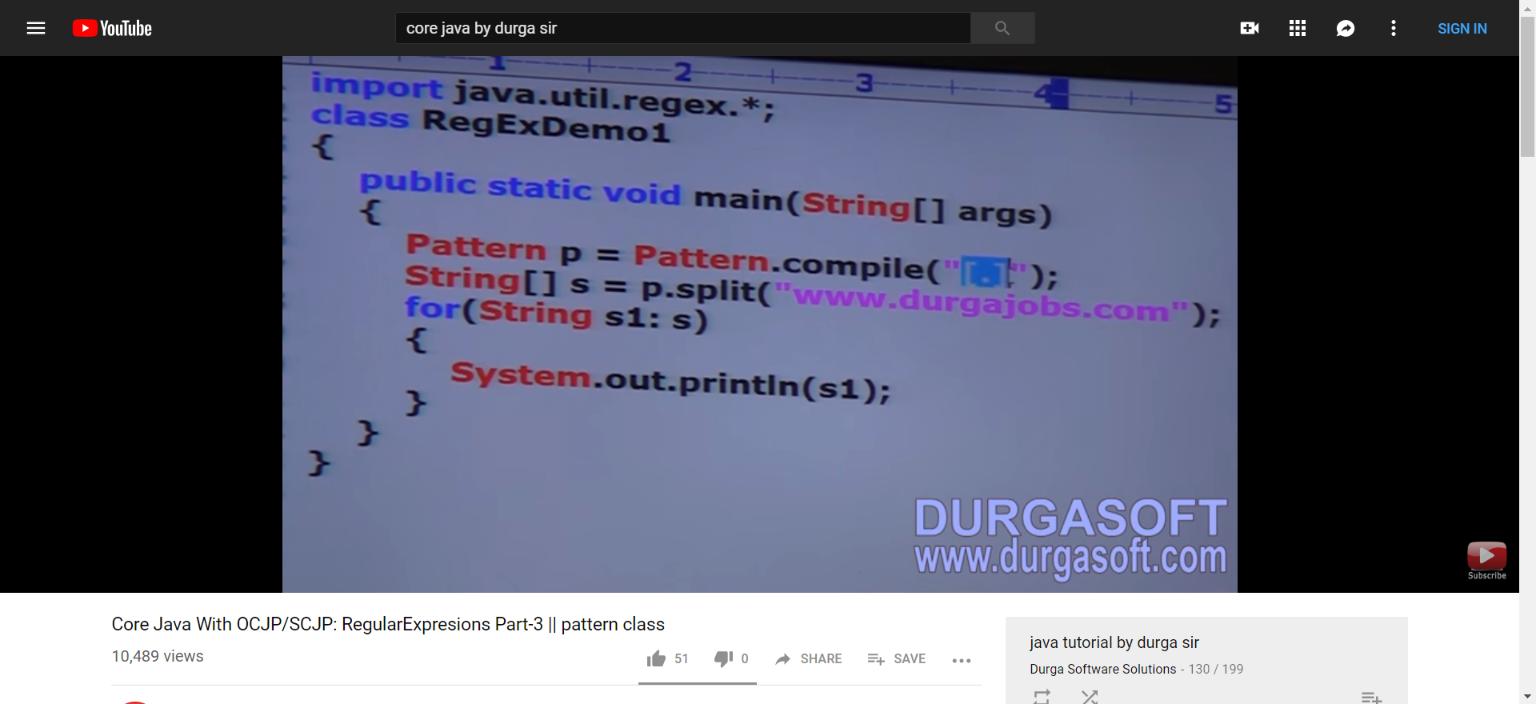 YouTube
core java by durga sir
SIGN IN
1 2 3 4 5
import java.util.regex.*;
class RegExDemo1
{
public static void main(String[] args)
{
Pattern p = Pattern.compile("[.]");
String[] s = p.split("www.durgajobs.com");
for(String s1: s)
{
System.out.println(s1);
}
}
}
DURGASOFT
www.durgasoft.com
Subscribe
Core Java With OCJP/SCJP: RegularExpresions Part-3 || pattern class
10,489 views
51
0
SHARE
SAVE
java tutorial by durga sir
Durga Software Solutions - 130 / 199